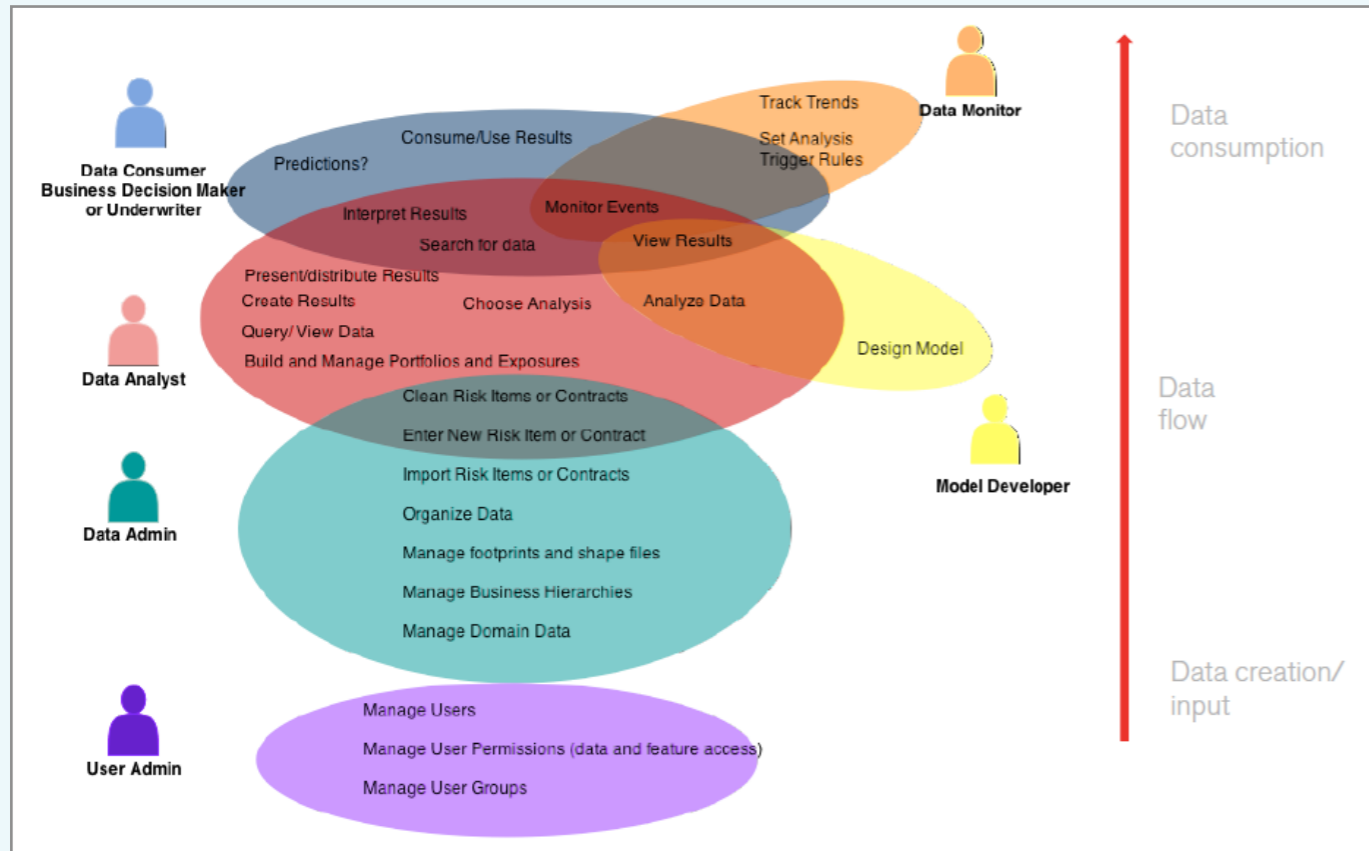 Data Monitor
Track Trends
Set Analysis
Trigger Rules
Data
consumption
Consume/Use Results
Predictions?
Data Consumer
Business Decision Maker
or Underwriter
Interpret Results
Monitor Events
Search for data
View Results
Present/distribute Results
Create Results
Choose Analysis
Analyze Data
Query/ View Data
Build and Manage Portfolios and Exposures
Design Model
Data Analyst
Data
flow
Clean Risk Items or Contracts
Enter New Risk Item or Contract
Import Risk Items or Contracts
Model Developer
Organize Data
Data Admin
Manage footprints and shape files
Manage Business Hierarchies
Manage Domain Data
Data creation/
input
Manage Users
Manage User Permissions (data and feature access)
User Admin
Manage User Groups